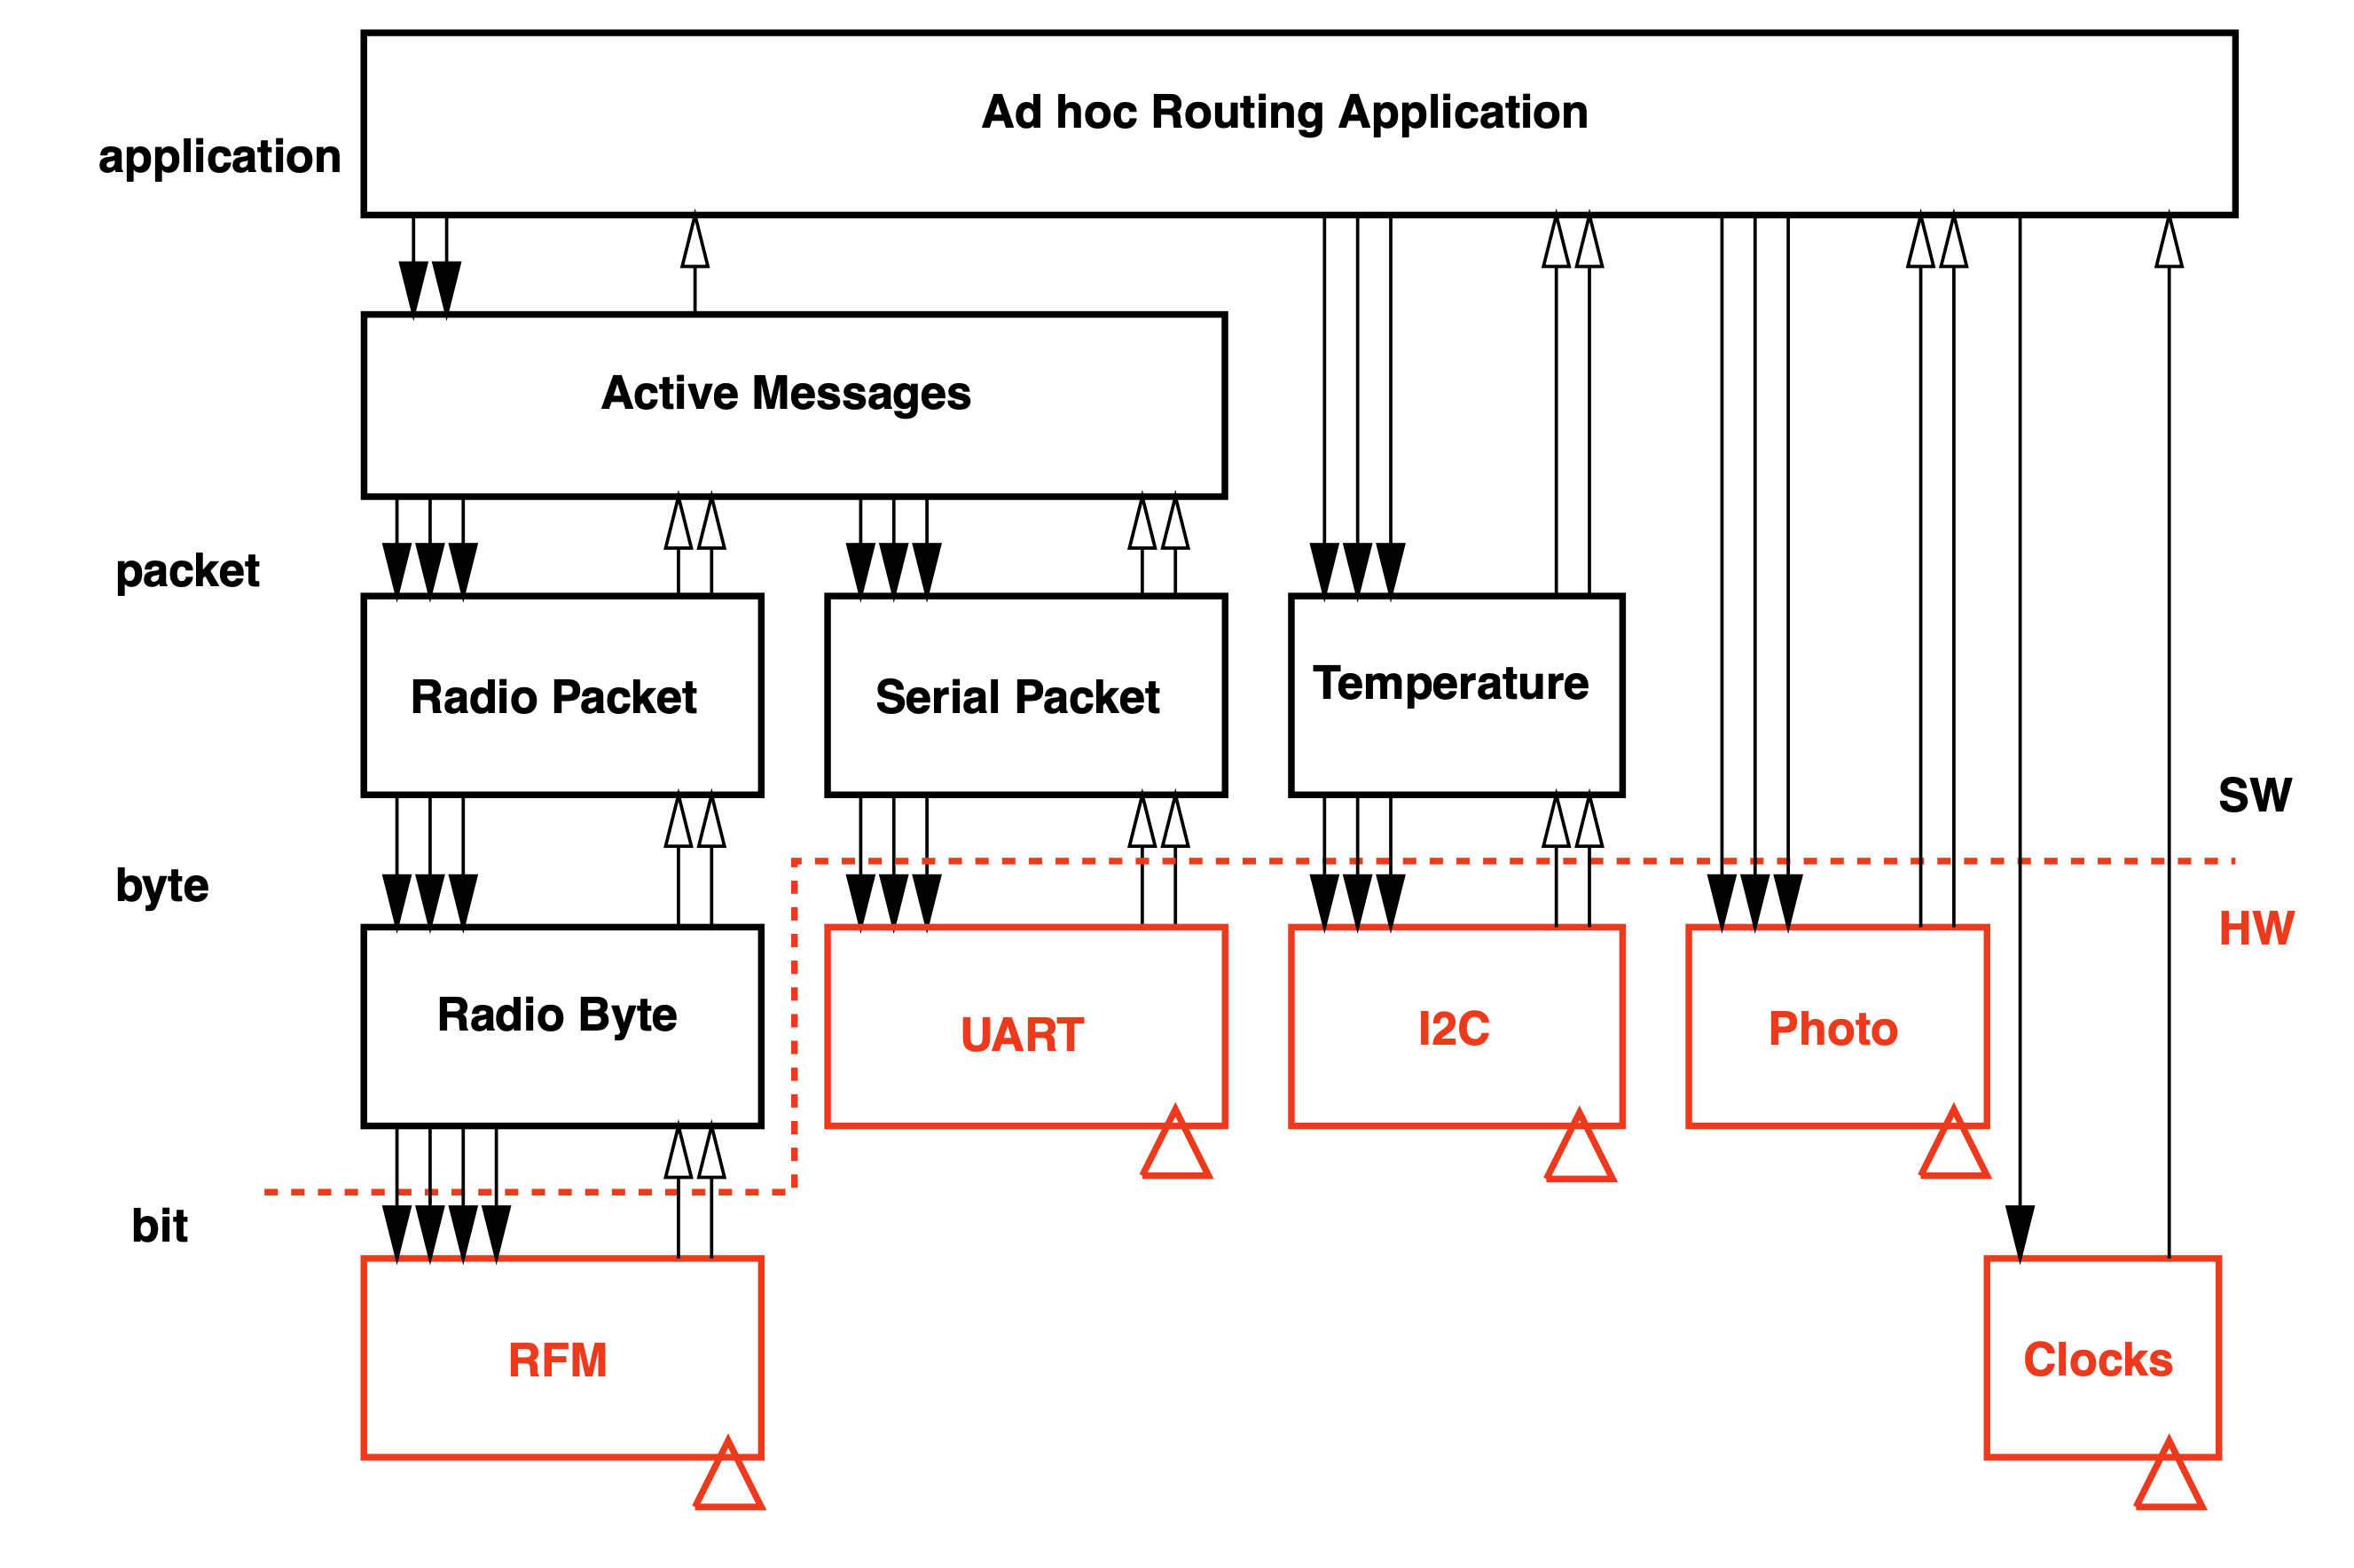 Ad hoc Routing Application
application
Active Messages
packet
Radio Packet
Serial Packet
Temperature
SW
byte
HW
Radio Byte
UART
I2C
Photo
bit
RFM
Clocks